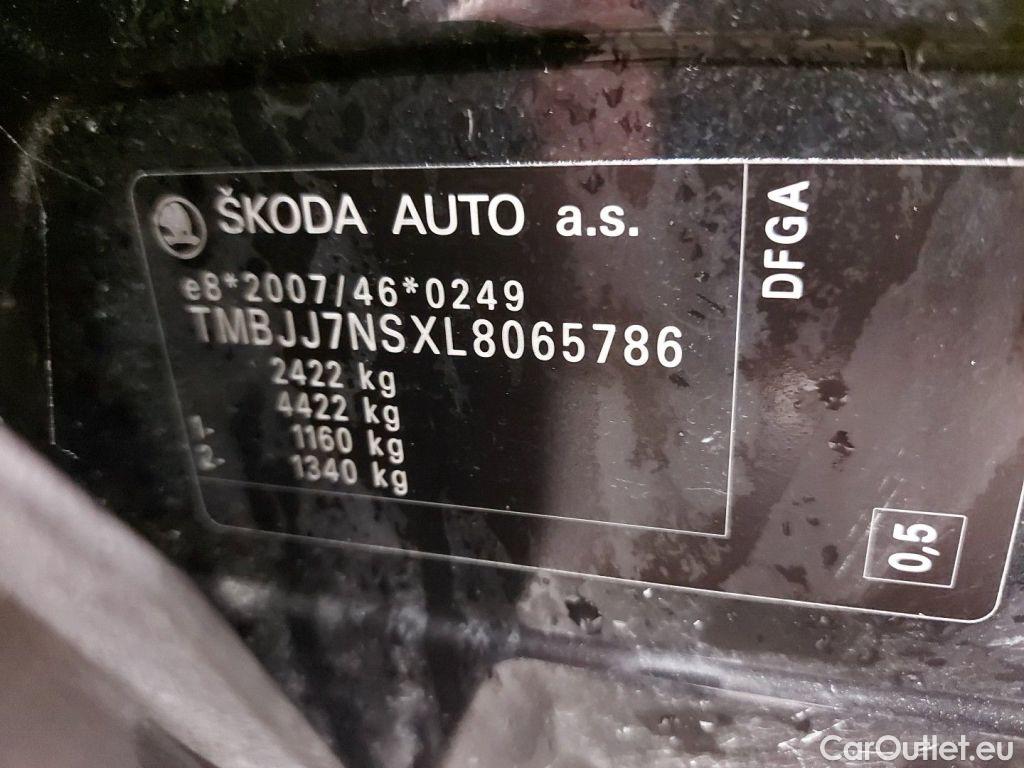 ŠKODA AUTO a.s.
e8*2007/46*0249
TMBJJ7NSXL8065786
2422 kg
4422 kg
1. 1160 kg
2. 1340 kg
DFGA
0,5
CarOutlet.eu